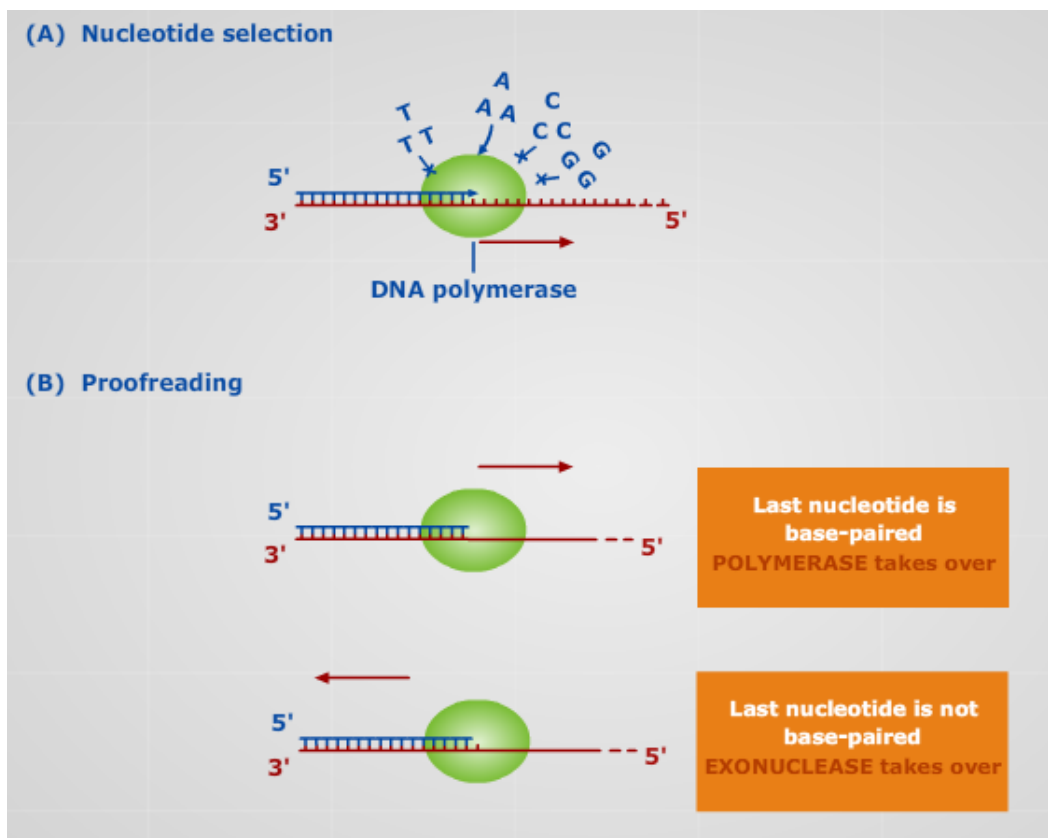 (A) Nucleotide selection
A
T
C
A A
T T
C C
G
G
G
5'
3'
5'
DNA polymerase
(B) Proofreading
5'
3'
5'
Last nucleotide is
base-paired
POLYMERASE takes over
5'
3'
5'
Last nucleotide is not
base-paired
EXONUCLEASE takes over